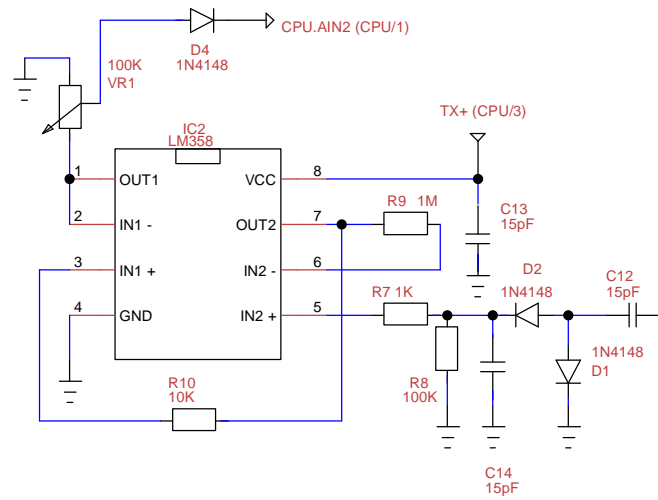 CPU.AIN2 (CPU/1)
D4
1N4148
100K
VR1
TX+ (CPU/3)
IC2
LM358
1
OUT1
VCC
8
2
IN1 -
OUT2
7
R9 1M
C13
15pF
3
IN1 +
IN2 -
6
4
GND
IN2 +
5
R7 1K
D2
1N4148
C12
15pF
R10
10K
R8
100K
1N4148
D1
C14
15pF